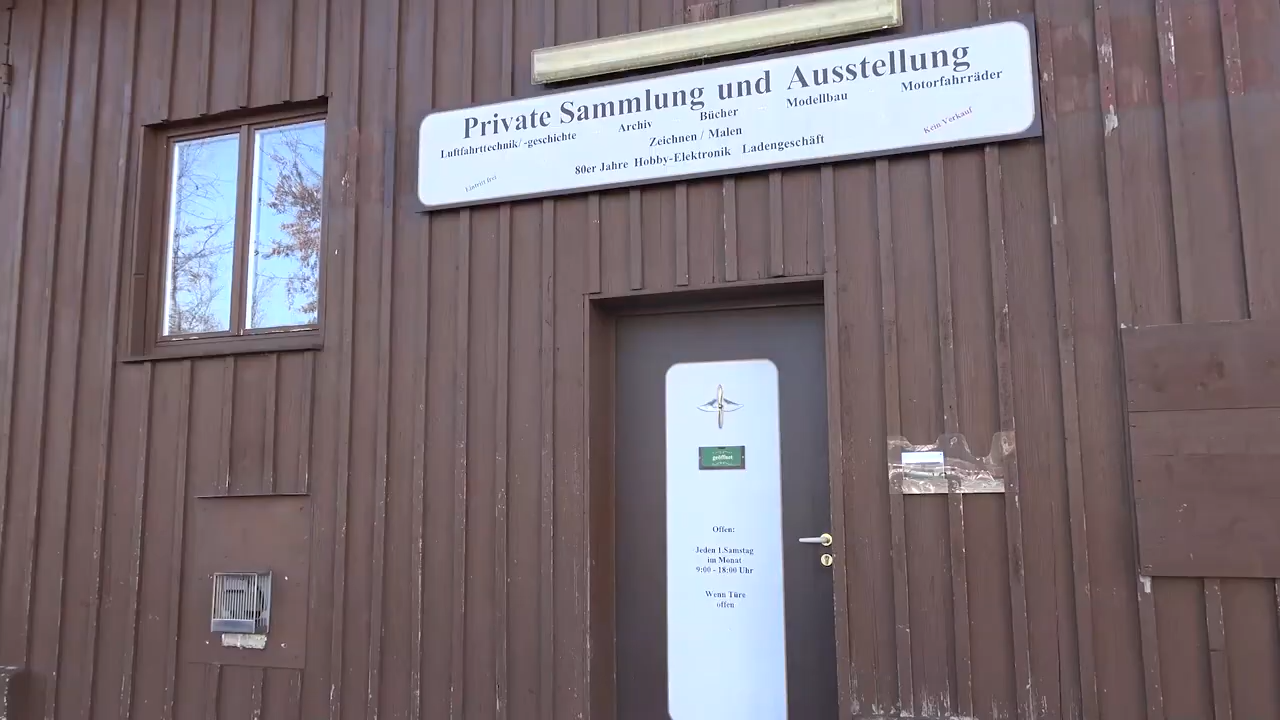 Private Sammlung und Ausstellung
Luftfahrttechnik/ -geschichte Archiv Bücher Modellbau Motorfahrräder
Zeichnen / Malen
80er Jahre Hobby-Elektronik Ladengeschäft
Eintritt frei
Kein Verkauf
geöffnet
Offen:
Jeden 1.Samstag
im Monat
9:00 - 18:00 Uhr
Wenn Türe
offen